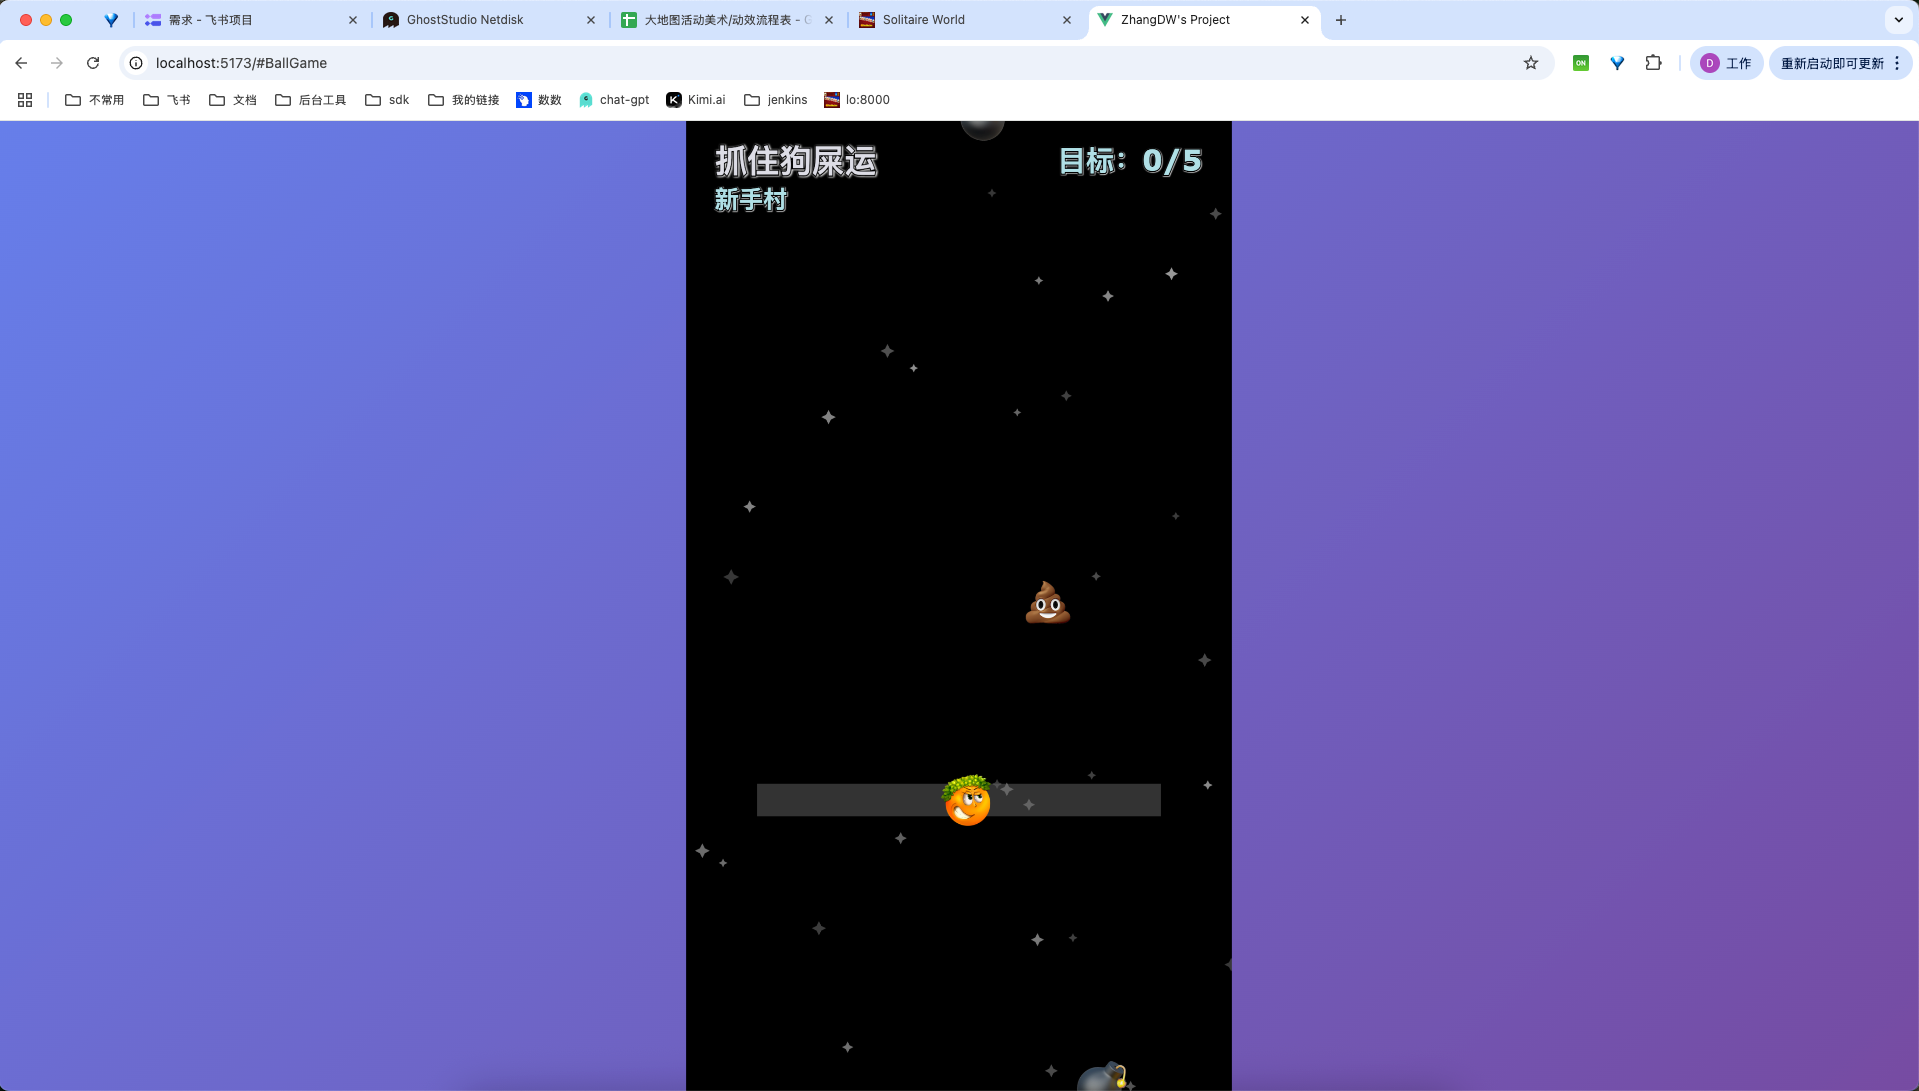 需求 - 飞书项目
GhostStudio Netdisk
大地图活动美术/动效流程表 - G
Solitaire World
ZhangDW's Project
localhost:5173/#BallGame
ON
D 工作
重新启动即可更新
不常用
飞书
文档
后台工具
sdk
我的链接
数数
chat-gpt
Kimi.ai
jenkins
lo:8000
抓住狗屎运
目标：0/5
新手村